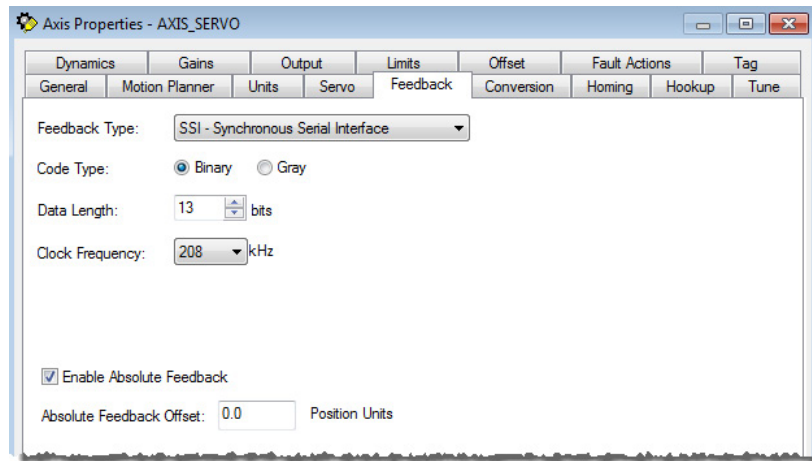 Axis Properties - AXIS_SERVO
Dynamics Gains Output Limits Offset Fault Actions Tag
General Motion Planner Units Servo Feedback Conversion Homing Hookup Tune
Feedback Type: SSI - Synchronous Serial Interface
Code Type: Binary Gray
Data Length: 13 bits
Clock Frequency: 208 kHz
Enable Absolute Feedback
Absolute Feedback Offset: 0.0 Position Units